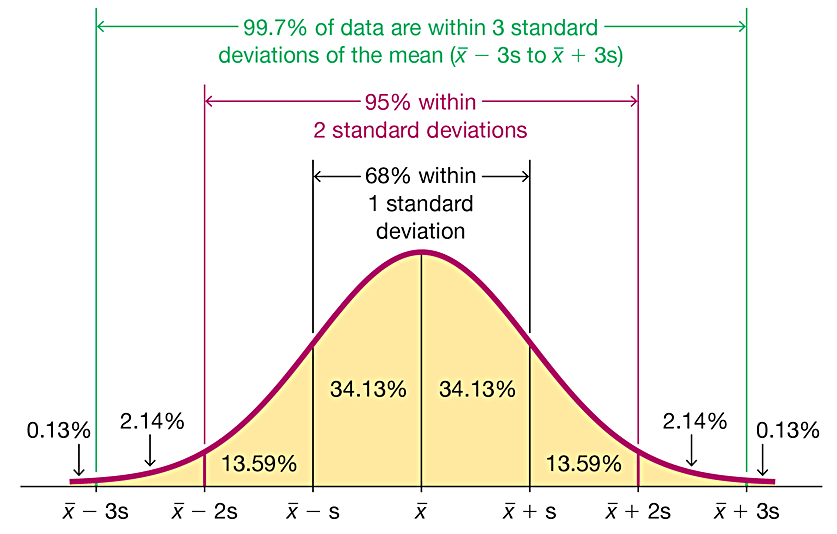 99.7% of data are within 3 standard
deviations of the mean (x̄ − 3s to x̄ + 3s)
95% within
2 standard deviations
68% within
1 standard
deviation
34.13% 34.13%
0.13% 2.14% 2.14% 0.13%
13.59% 13.59%
x̄ − 3s x̄ − 2s x̄ − s x̄ x̄ + s x̄ + 2s x̄ + 3s